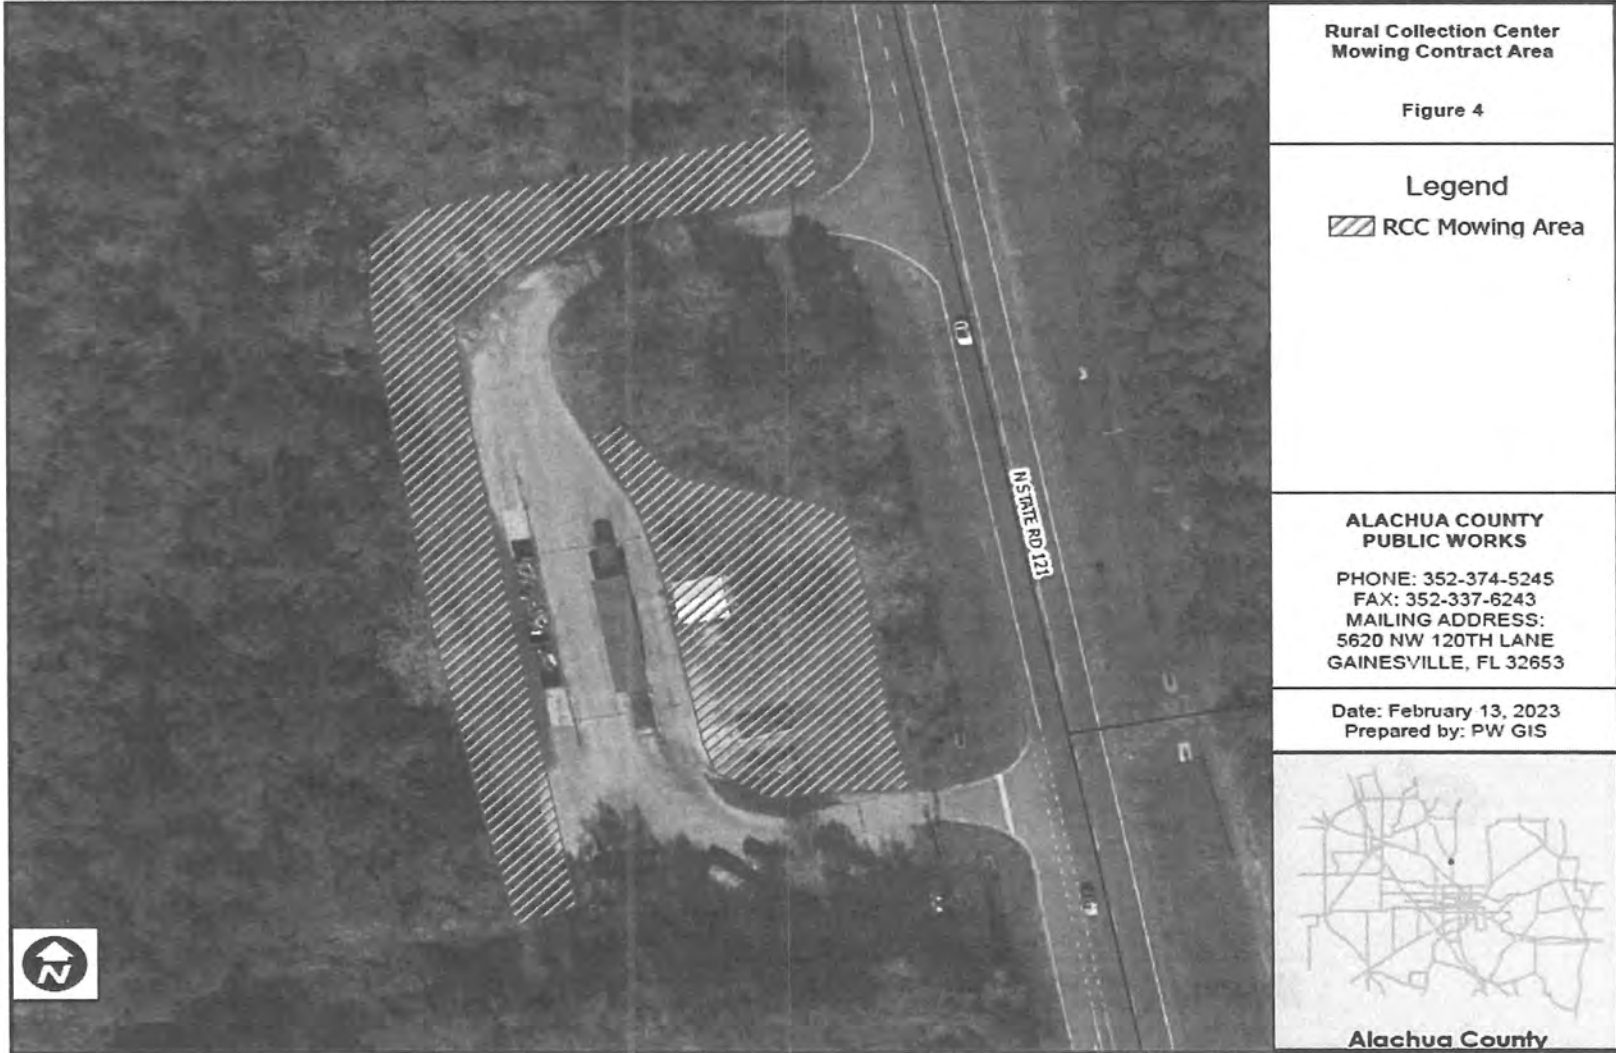 Rural Collection Center
Mowing Contract Area
Figure 4
Legend
RCC Mowing Area
N STATE RD 121
ALACHUA COUNTY
PUBLIC WORKS
PHONE: 352-374-5245
FAX: 352-337-6243
MAILING ADDRESS:
5620 NW 120TH LANE
GAINESVILLE, FL 32653
Date: February 13, 2023
Prepared by: PW GIS
N
Alachua County